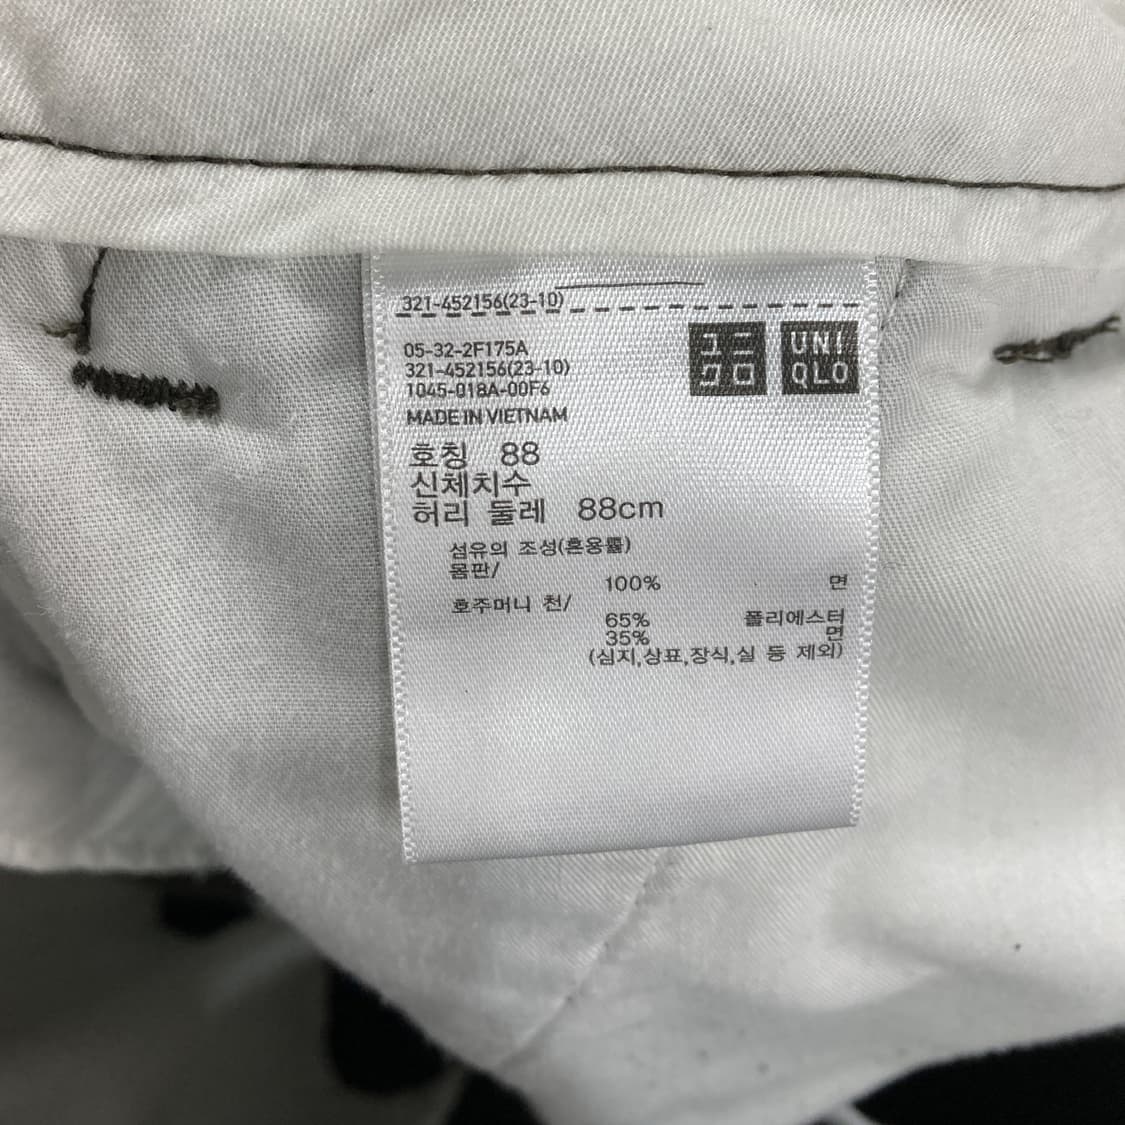 321-452156(23-10)
05-32-2F175A
321-452156(23-10)
1045-018A-00F6
MADE IN VIETNAM
ユニ
クロ
UNI
QLO
호칭 88
신체치수
허리 둘레 88cm
섬유의 조성(혼용률)
몸판/
100% 면
호주머니 천/
65% 폴리에스터
35% 면
(심지,상표,장식,실 등 제외)